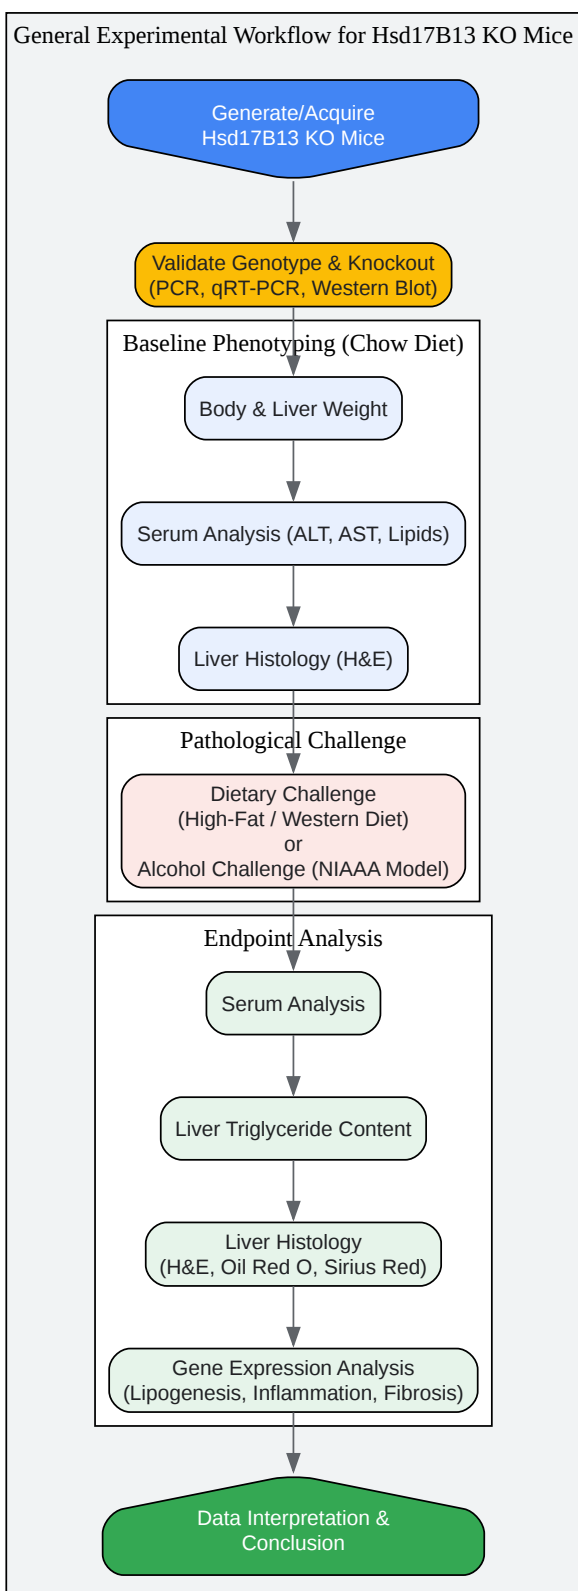 General Experimental Workflow for Hsd17B13 KO Mice
Generate/Acquire
Hsd17B13 KO Mice
Validate Genotype & Knockout
(PCR, qRT-PCR, Western Blot)
Baseline Phenotyping (Chow Diet)
Body & Liver Weight
Serum Analysis (ALT, AST, Lipids)
Liver Histology (H&E)
Pathological Challenge
Dietary Challenge
(High-Fat / Western Diet)
or
Alcohol Challenge (NIAAA Model)
Endpoint Analysis
Serum Analysis
Liver Triglyceride Content
Liver Histology
(H&E, Oil Red O, Sirius Red)
Gene Expression Analysis
(Lipogenesis, Inflammation, Fibrosis)
Data Interpretation &
Conclusion